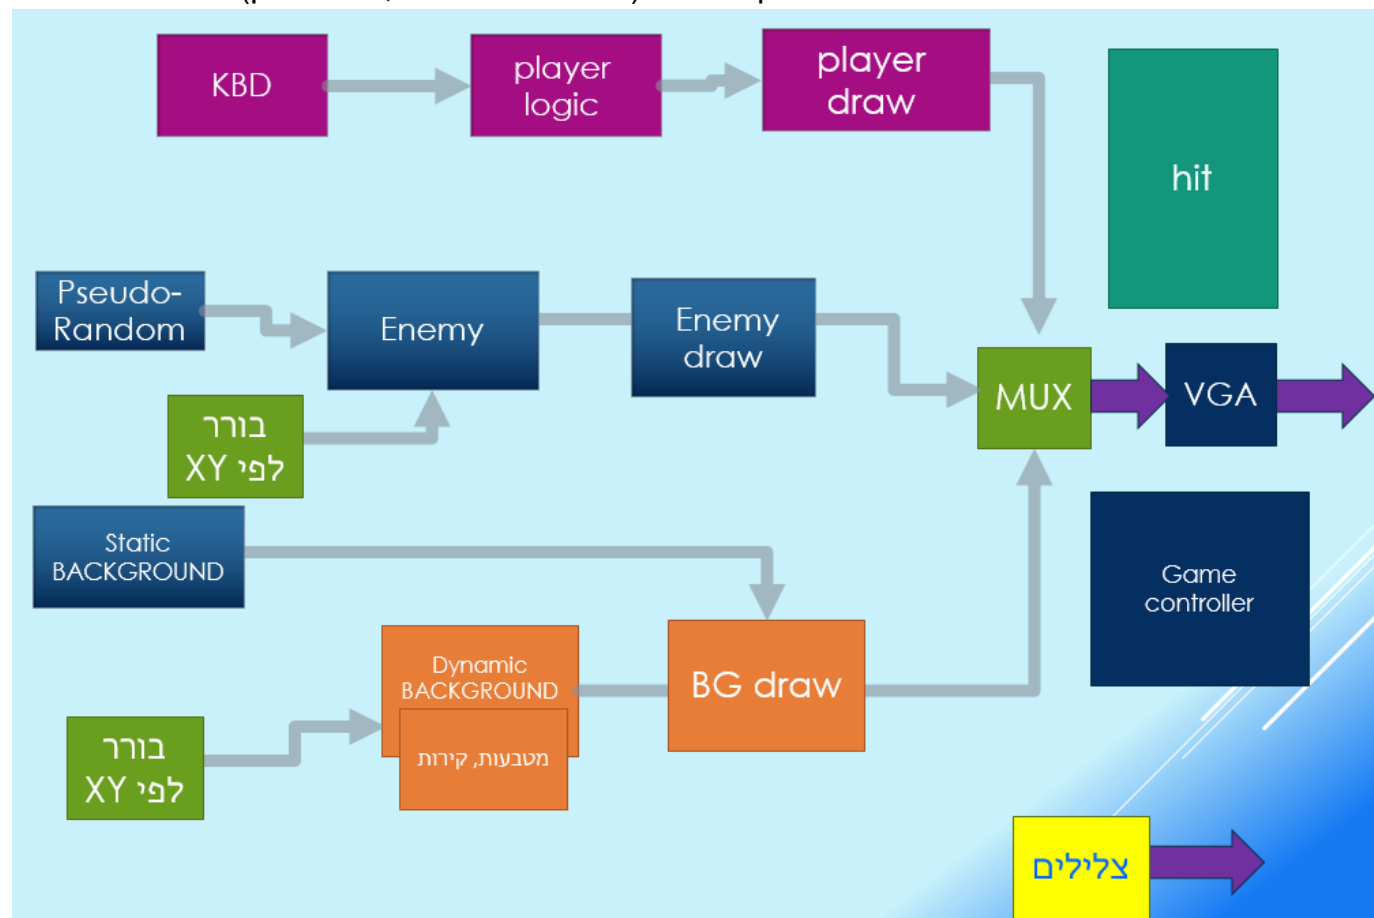 KBD
player
logic
player
draw
hit
Pseudo-
Random
Enemy
Enemy
draw
MUX
VGA
בורר
לפי XY
Static
BACKGROUND
Game
controller
Dynamic
BACKGROUND
BG draw
מטבעות, קירות
בורר
לפי XY
צלילים